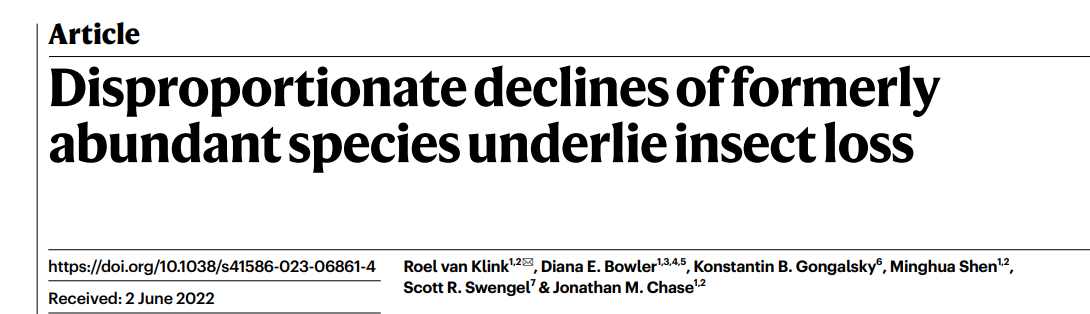 Article
Disproportionate declines of formerly
abundant species underlie insect loss
https://doi.org/10.1038/s41586-023-06861-4
Received: 2 June 2022
Roel van Klink1,2✉, Diana E. Bowler1,3,4,5, Konstantin B. Gongalsky6, Minghua Shen1,2,
Scott R. Swengel7 & Jonathan M. Chase1,2